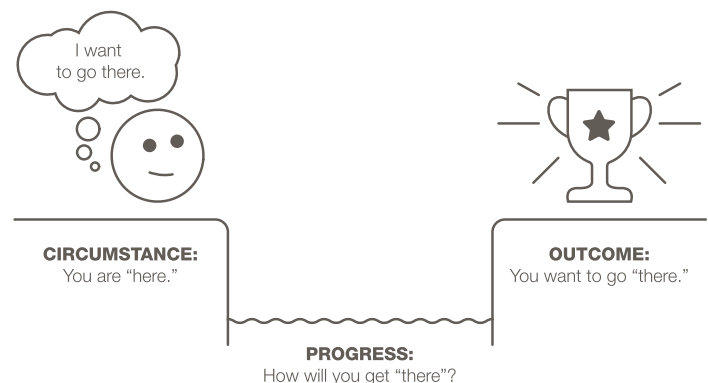 I want
to go there.
CIRCUMSTANCE:
You are “here.”
OUTCOME:
You want to go “there.”
PROGRESS:
How will you get “there”?